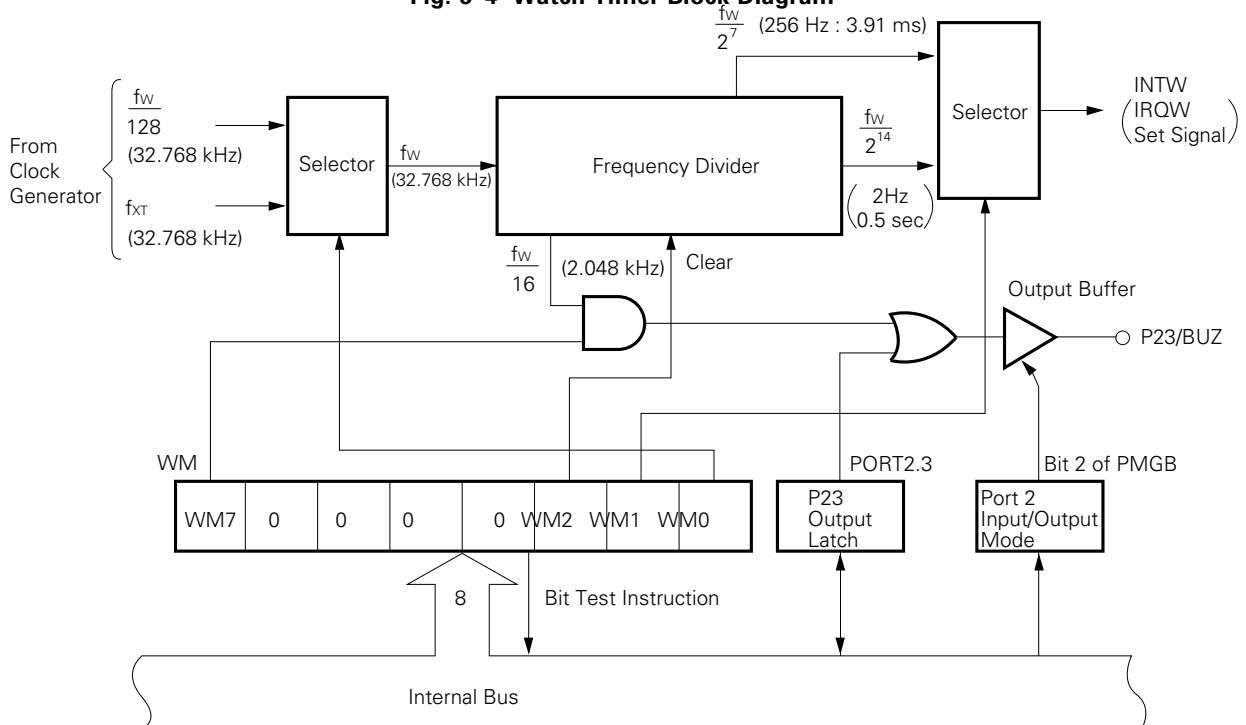 Fig. 6-4 Watch Timer Block Diagram
fW
2^7 (256 Hz : 3.91 ms)
From
Clock
Generator
fW
128
(32.768 kHz)
fXT
(32.768 kHz)
Selector
fW
(32.768 kHz)
Frequency Divider
fW
2^14
2Hz
0.5 sec
Selector
INTW
IRQW
Set Signal
fW
16
(2.048 kHz)
Clear
Output Buffer
P23/BUZ
WM
PORT2.3
Bit 2 of PMGB
WM7 0 0 0 0 WM2 WM1 WM0
P23
Output
Latch
Port 2
Input/Output
Mode
8
Bit Test Instruction
Internal Bus